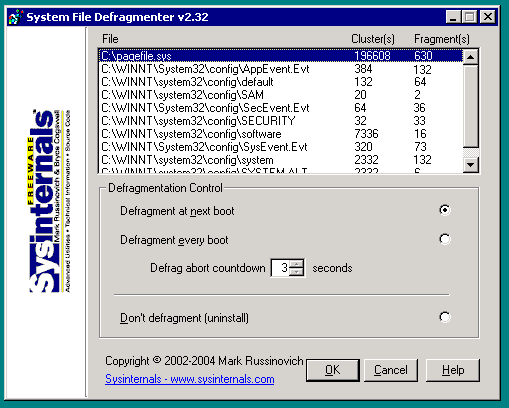 System File Defragmenter v2.32
File Cluster(s) Fragment(s)
C:\pagefile.sys 196608 630
C:\WINNT\System32\config\AppEvent.Evt 384 132
C:\WINNT\system32\config\default 132 64
C:\WINNT\system32\config\SAM 20 2
C:\WINNT\System32\config\SecEvent.Evt 64 36
C:\WINNT\system32\config\SECURITY 32 33
C:\WINNT\system32\config\software 7336 16
C:\WINNT\system32\config\SysEvent.Evt 320 73
C:\WINNT\system32\config\system 2332 132
C:\WINNT\system32\config\SYSTEM.ALT 2332 6
Sysinternals
FREEWARE
Mark Russinovich & Bryce Cogswell
Advanced Utilities • Technical Information • Source Code
Defragmentation Control
Defragment at next boot
Defragment every boot
Defrag abort countdown 3 seconds
Don't defragment (uninstall)
Copyright © 2002-2004 Mark Russinovich
Sysinternals - www.sysinternals.com
OK Cancel Help